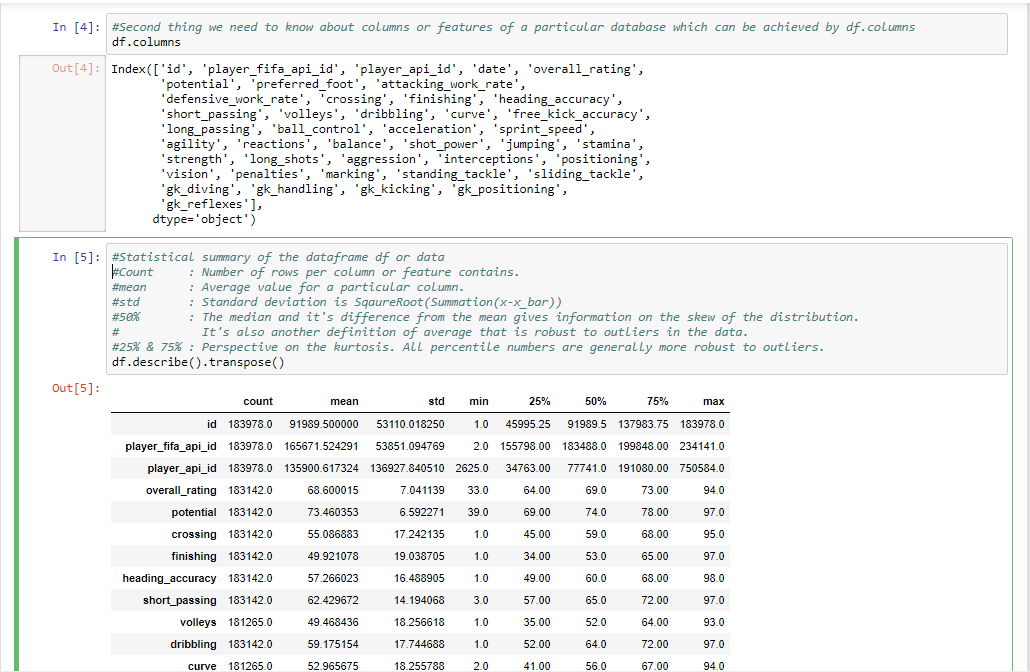 In [4]: #Second thing we need to know about columns or features of a particular database which can be achieved by df.columns
df.columns
Out[4]: Index(['id', 'player_fifa_api_id', 'player_api_id', 'date', 'overall_rating',
'potential', 'preferred_foot', 'attacking_work_rate',
'defensive_work_rate', 'crossing', 'finishing', 'heading_accuracy',
'short_passing', 'volleys', 'dribbling', 'curve', 'free_kick_accuracy',
'long_passing', 'ball_control', 'acceleration', 'sprint_speed',
'agility', 'reactions', 'balance', 'shot_power', 'jumping', 'stamina',
'strength', 'long_shots', 'aggression', 'interceptions', 'positioning',
'vision', 'penalties', 'marking', 'standing_tackle', 'sliding_tackle',
'gk_diving', 'gk_handling', 'gk_kicking', 'gk_positioning',
'gk_reflexes'],
dtype='object')
In [5]: #Statistical summary of the dataframe df or data
#Count : Number of rows per column or feature contains.
#mean : Average value for a particular column.
#std : Standard deviation is SqaureRoot(Summation(x-x_bar))
#50% : The median and it's difference from the mean gives information on the skew of the distribution.
# It's also another definition of average that is robust to outliers in the data.
#25% & 75% : Perspective on the kurtosis. All percentile numbers are generally more robust to outliers.
df.describe().transpose()
Out[5]:
count mean std min 25% 50% 75% max
id 183978.0 91989.500000 53110.018250 1.0 45995.25 91989.5 137983.75 183978.0
player_fifa_api_id 183978.0 165671.524291 53851.094769 2.0 155798.00 183488.0 199848.00 234141.0
player_api_id 183978.0 135900.617324 136927.840510 2625.0 34763.00 77741.0 191080.00 750584.0
overall_rating 183142.0 68.600015 7.041139 33.0 64.00 69.0 73.00 94.0
potential 183142.0 73.460353 6.592271 39.0 69.00 74.0 78.00 97.0
crossing 183142.0 55.086883 17.242135 1.0 45.00 59.0 68.00 95.0
finishing 183142.0 49.921078 19.038705 1.0 34.00 53.0 65.00 97.0
heading_accuracy 183142.0 57.266023 16.488905 1.0 49.00 60.0 68.00 98.0
short_passing 183142.0 62.429672 14.194068 3.0 57.00 65.0 72.00 97.0
volleys 181265.0 49.468436 18.256618 1.0 35.00 52.0 64.00 93.0
dribbling 183142.0 59.175154 17.744688 1.0 52.00 64.0 72.00 97.0
curve 181265.0 52.965675 18.255788 2.0 41.00 56.0 67.00 94.0